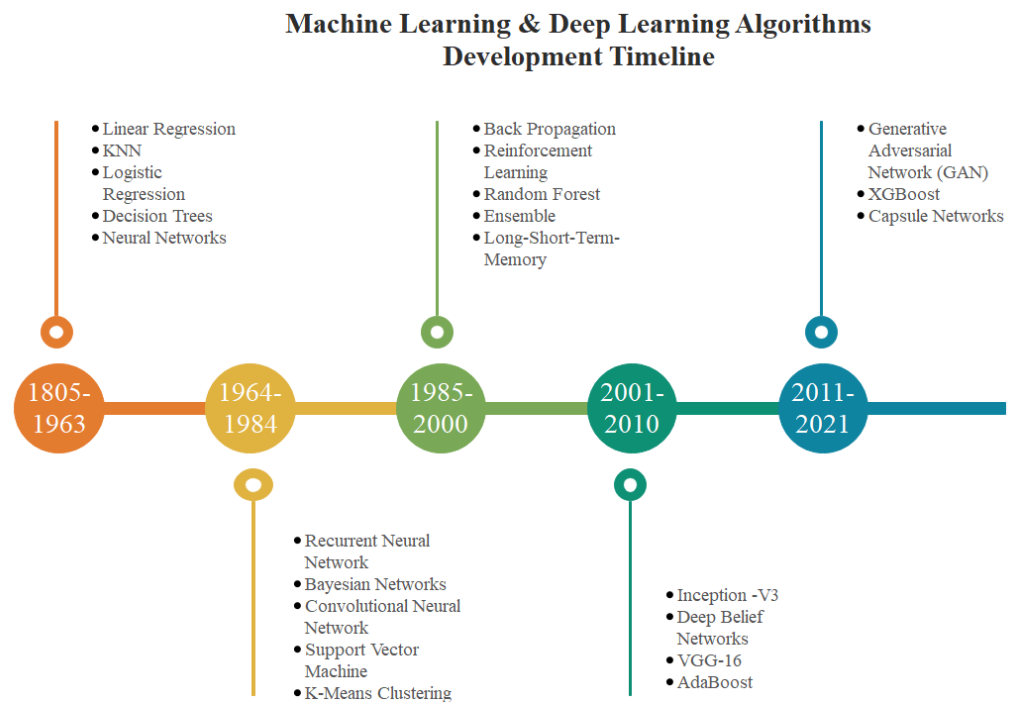 Machine Learning & Deep Learning Algorithms
Development Timeline
• Linear Regression
• KNN
• Logistic
Regression
• Decision Trees
• Neural Networks
• Back Propagation
• Reinforcement
Learning
• Random Forest
• Ensemble
• Long-Short-Term-
Memory
• Generative
Adversarial
Network (GAN)
• XGBoost
• Capsule Networks
1805-
1963
1964-
1984
1985-
2000
2001-
2010
2011-
2021
• Recurrent Neural
Network
• Bayesian Networks
• Convolutional Neural
Network
• Support Vector
Machine
• K-Means Clustering
• Inception -V3
• Deep Belief
Networks
• VGG-16
• AdaBoost